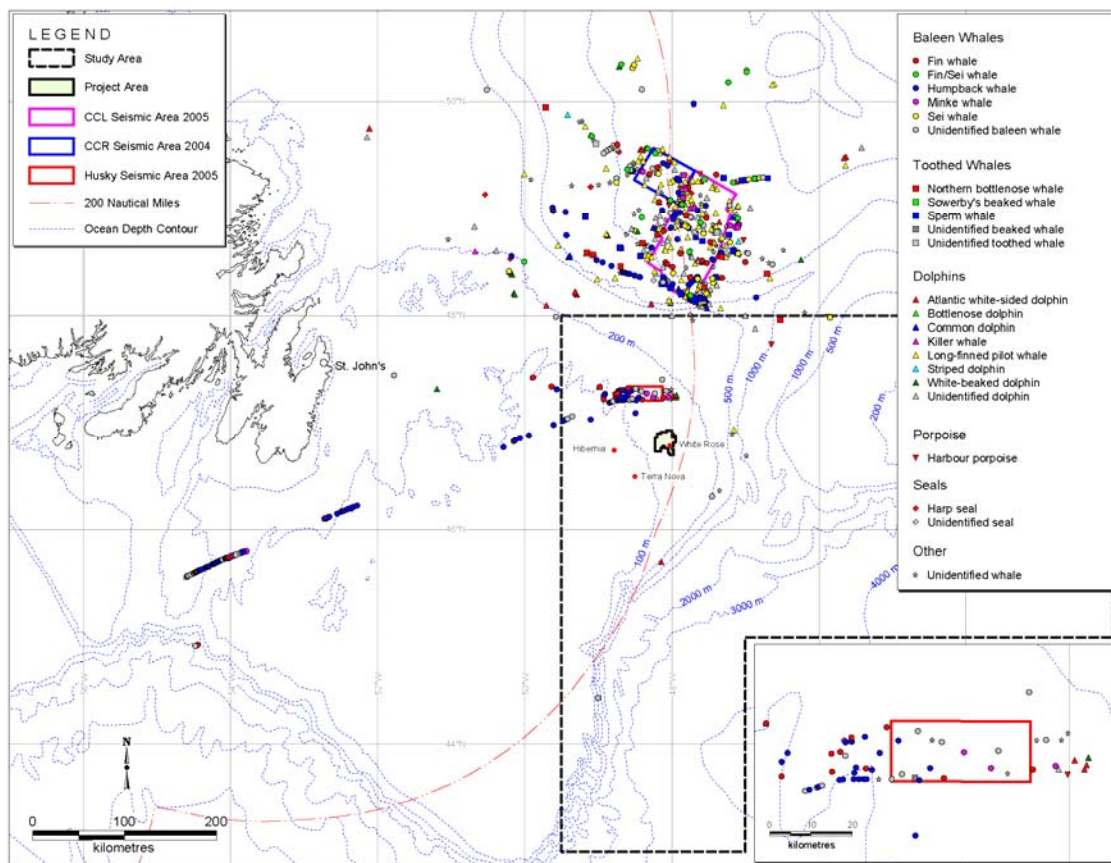 LEGEND
Study Area
Project Area
CCL Seismic Area 2005
CCR Seismic Area 2004
Husky Seismic Area 2005
200 Nautical Miles
Ocean Depth Contour
Baleen Whales
Fin whale
Fin/Sei whale
Humpback whale
Minke whale
Sei whale
Unidentified baleen whale
Toothed Whales
Northern bottlenose whale
Sowerby's beaked whale
Sperm whale
Unidentified beaked whale
Unidentified toothed whale
Dolphins
Atlantic white-sided dolphin
Bottlenose dolphin
Common dolphin
Killer whale
Long-finned pilot whale
Striped dolphin
White-beaked dolphin
Unidentified dolphin
Porpoise
Harbour porpoise
Seals
Harp seal
Unidentified seal
Other
Unidentified whale
50°N
48°N
St. John's
200 m
500 m
1000 m
1000 m
500 m
200 m
White Rose
Hibernia
Terra Nova
46°N
100 m
2000 m
3000 m
4000 m
44°N
N
0 100 200
kilometres
0 10 20
kilometres